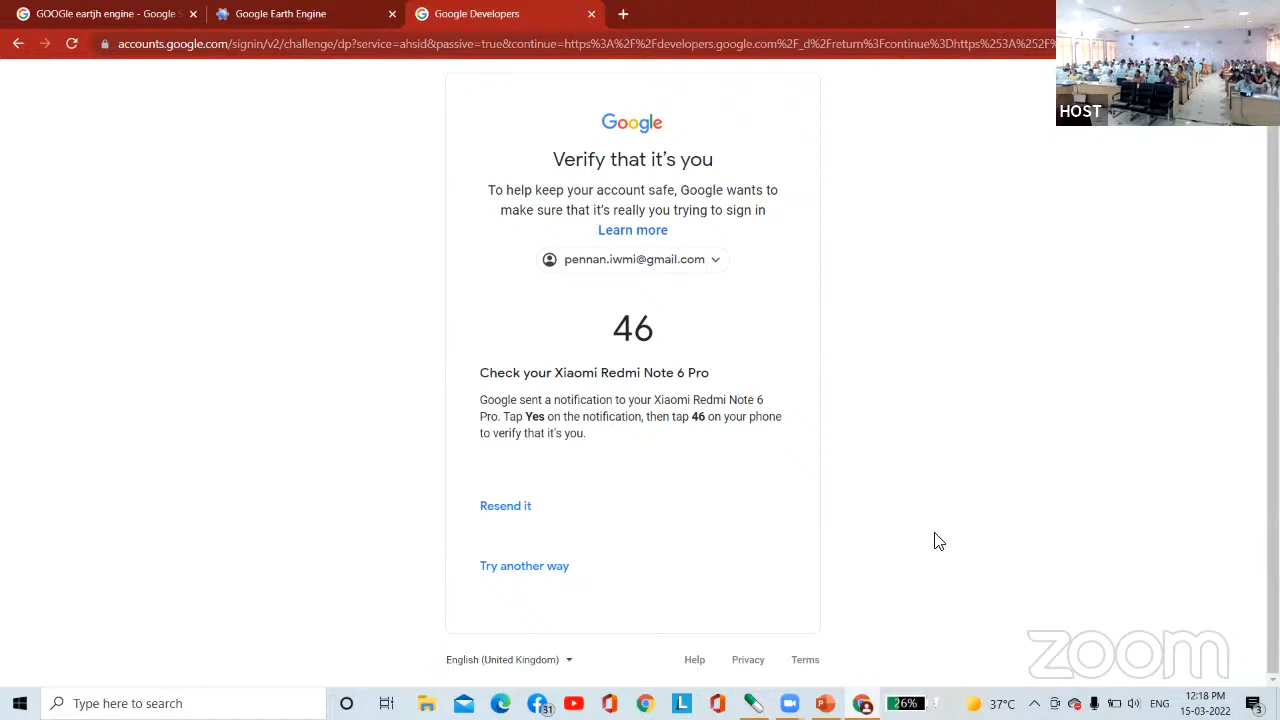 GOOGle earth engine - Google S
Google Earth Engine
Google Developers
accounts.google.com/signin/v2/challenge/dp?service=ahsid&passive=true&continue=https%3A%2F%2Fdevelopers.google.com%2F_d%2Freturn%3Fcontinue%3Dhttps%253A%252F%
HOST
Google
Verify that it's you
To help keep your account safe, Google wants to
make sure that it's really you trying to sign in
Learn more
pennan.iwmi@gmail.com
46
Check your Xiaomi Redmi Note 6 Pro
Google sent a notification to your Xiaomi Redmi Note 6
Pro. Tap Yes on the notification, then tap 46 on your phone
to verify that it's you.
Resend it
Try another way
English (United Kingdom)
Help Privacy Terms
zoom
Type here to search
31
L
26%
37°C
ENG
12:18 PM
15-03-2022
3